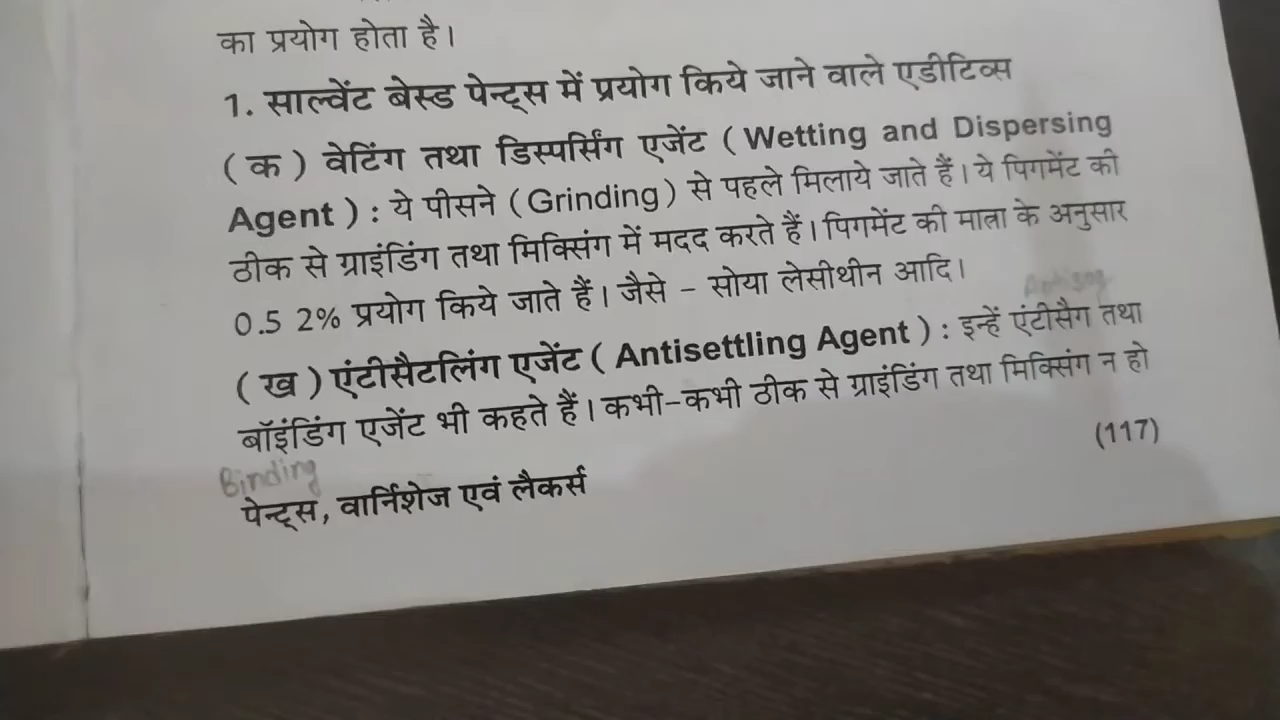 का प्रयोग होता है।
1. साल्वेंट बेस्ड पेन्ट्स में प्रयोग किये जाने वाले एडीटिव्स
( क ) वेटिंग तथा डिस्पर्सिंग एजेंट ( Wetting and Dispersing
Agent ) : ये पीसने (Grinding) से पहले मिलाये जाते हैं। ये पिगमेंट की
ठीक से ग्राइंडिंग तथा मिक्सिंग में मदद करते हैं। पिगमेंट की मात्रा के अनुसार
0.5 2% प्रयोग किये जाते हैं। जैसे – सोया लेसीथीन आदि।
Antisag
( ख ) एंटीसैटलिंग एजेंट ( Antisettling Agent ) : इन्हें एंटीसैग तथा
बॉइंडिंग एजेंट भी कहते हैं। कभी-कभी ठीक से ग्राइंडिंग तथा मिक्सिंग न हो
Binding
(117)
पेन्ट्स, वार्निशेज एवं लैकर्स